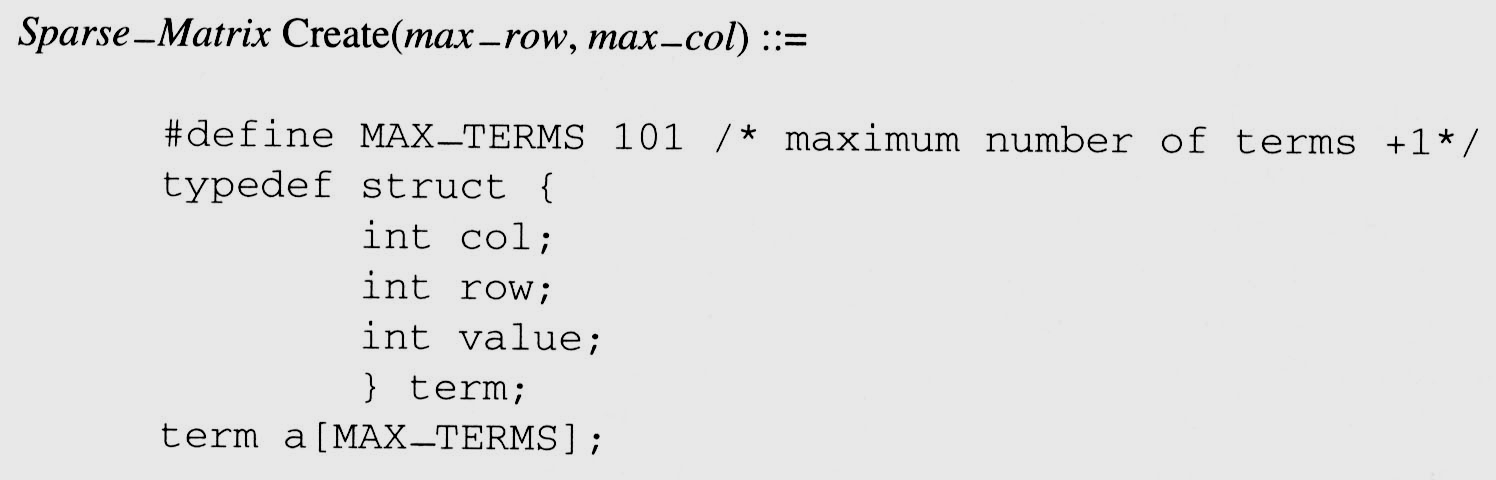 Sparse_Matrix Create(max_row, max_col) ::=
#define MAX_TERMS 101 /* maximum number of terms +1*/
typedef struct {
int col;
int row;
int value;
} term;
term a[MAX_TERMS];